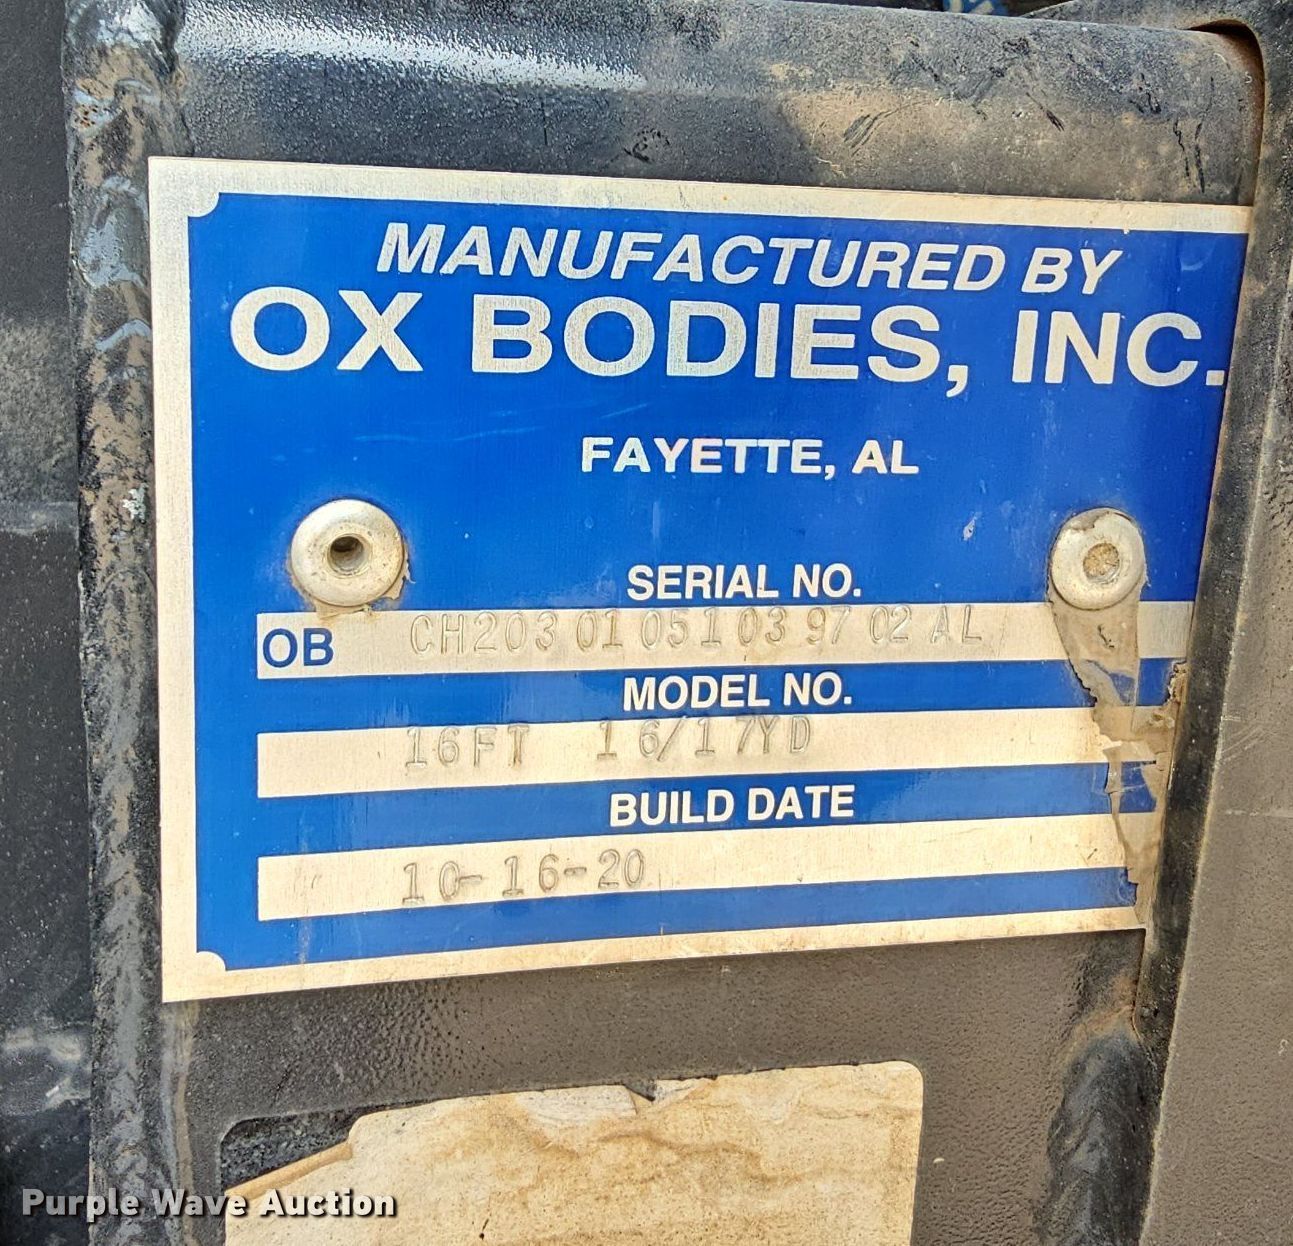 MANUFACTURED BY
OX BODIES, INC.
FAYETTE, AL
SERIAL NO.
OB CH203 01 051 03 97 02 AL
MODEL NO.
16FT 16/17YD
BUILD DATE
10-16-20
Purple Wave Auction